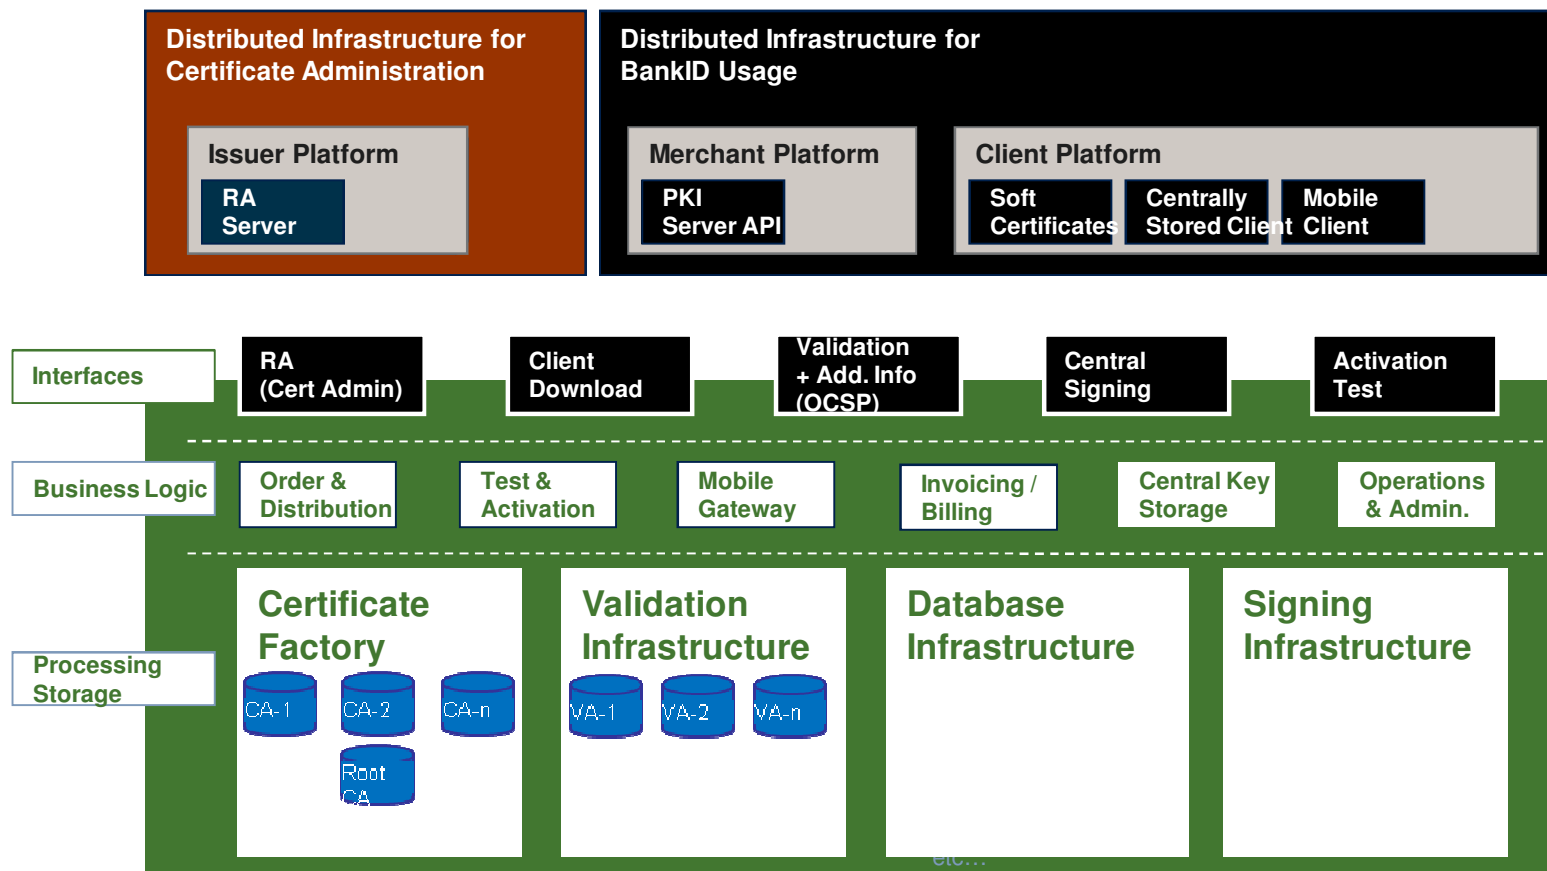 Distributed Infrastructure for
Certificate Administration
Issuer Platform
RA
Server
Distributed Infrastructure for
BankID Usage
Merchant Platform
PKI
Server API
Client Platform
Soft
Certificates
Centrally
Stored Client
Mobile
Client
Interfaces
RA
(Cert Admin)
Client
Download
Validation
+ Add. Info
(OCSP)
Central
Signing
Activation
Test
Business Logic
Order &
Distribution
Test &
Activation
Mobile
Gateway
Invoicing /
Billing
Central Key
Storage
Operations
& Admin.
Processing
Storage
Certificate
Factory
CA-1
CA-2
CA-n
Root
CA
Validation
Infrastructure
VA-1
VA-2
VA-n
Database
Infrastructure
Signing
Infrastructure
etc...